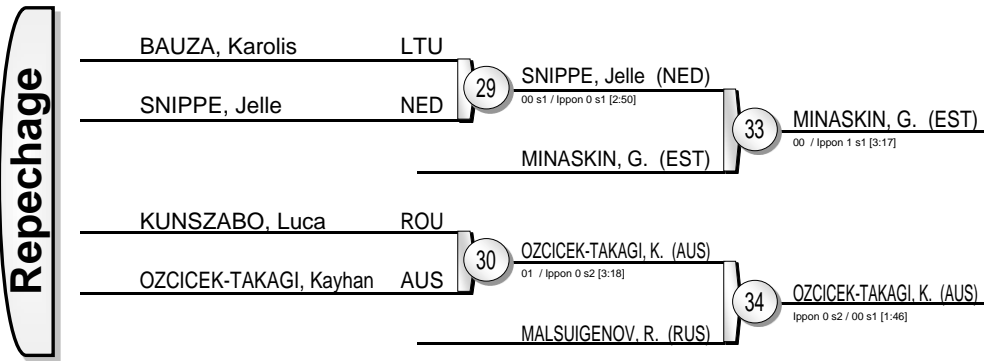 Repechage
BAUZA, Karolis LTU
SNIPPE, Jelle NED
29
SNIPPE, Jelle (NED)
00 s1 / Ippon 0 s1 [2:50]
MINASKIN, G. (EST)
33
MINASKIN, G. (EST)
00 / Ippon 1 s1 [3:17]
KUNSZABO, Luca ROU
OZCICEK-TAKAGI, Kayhan AUS
30
OZCICEK-TAKAGI, K. (AUS)
01 / Ippon 0 s2 [3:18]
MALSUIGENOV, R. (RUS)
34
OZCICEK-TAKAGI, K. (AUS)
Ippon 0 s2 / 00 s1 [1:46]